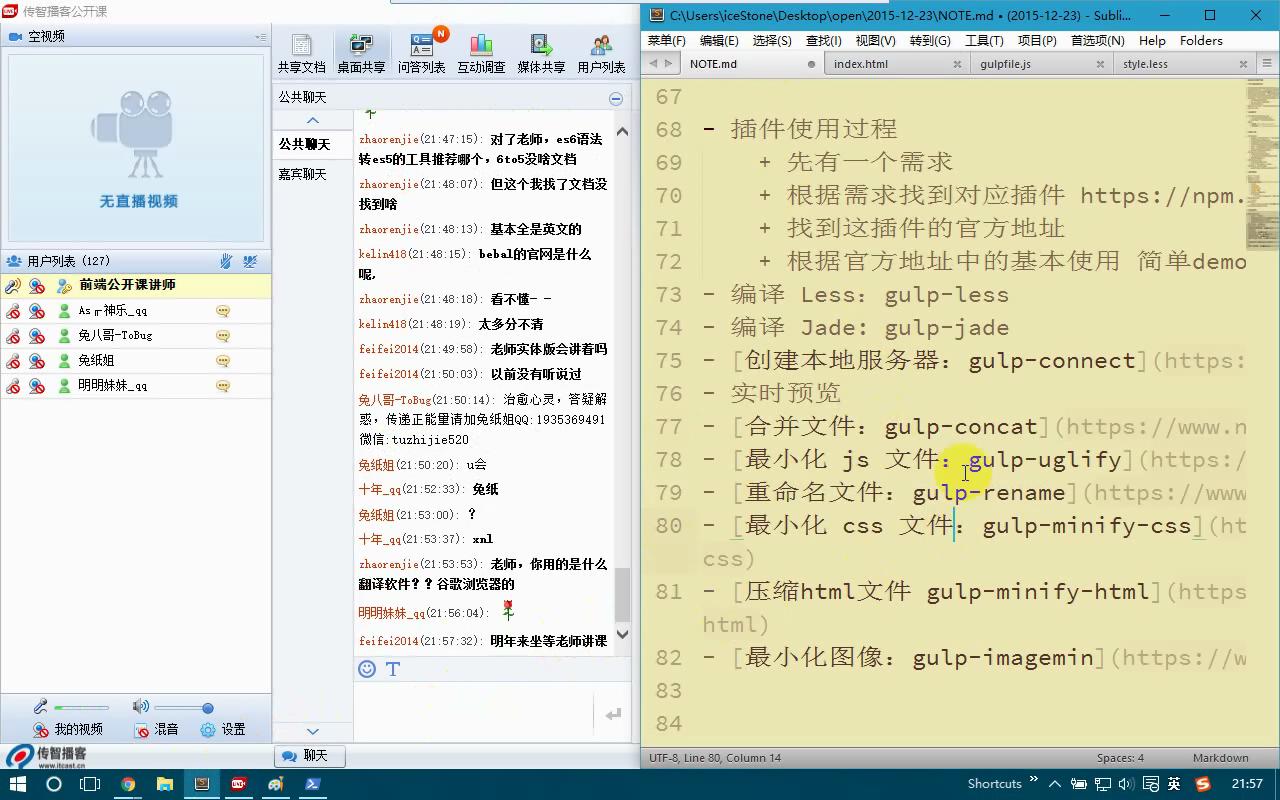 传智播客公开课
空视频
无直播视频
用户列表 (127)
前端公开课讲师
Asт神乐_qq
兔八哥-ToBug
兔纸姐
明明妹妹_qq
我的视频
混音
设置
传智播客
www.itcast.cn
共享文档
桌面共享
问答列表
互动调查
媒体共享
用户列表
N
公共聊天
公共聊天
嘉宾聊天
zhaorenjie(21:47:15): 对了老师，es6语法
转es5的工具推荐哪个，6to5没啥文档
zhaorenjie(21:48:07): 但这个我找了文档没
找到啥
zhaorenjie(21:48:13): 基本全是英文的
kelin418(21:48:15): bebal的官网是什么
呢，
zhaorenjie(21:48:18): 看不懂- -
kelin418(21:48:19): 太多分不清
feifei2014(21:49:58): 老师实体版会讲着吗
feifei2014(21:50:03): 以前没有听说过
兔八哥-ToBug(21:50:14): 治愈心灵，答疑解
惑，传递正能量请加兔纸姐QQ:1935369491
微信:tuzhijie520
兔纸姐(21:50:20): u会
十年_qq(21:52:33): 兔纸
兔纸姐(21:53:00): ？
十年_qq(21:53:37): xnl
zhaorenjie(21:53:53): 老师，你用的是什么
翻译软件？？谷歌浏览器的
明明妹妹_qq(21:56:04):
feifei2014(21:57:32): 明年来坐等老师讲课
聊天
C:\Users\iceStone\Desktop\open\2015-12-23\NOTE.md • (2015-12-23) - Subli...
菜单(F) 编辑(E) 选择(S) 查找(I) 视图(V) 转到(G) 工具(T) 项目(P) 首选项(N) Help Folders
NOTE.md
index.html
gulpfile.js
style.less
67
68 - 插件使用过程
69 + 先有一个需求
70 + 根据需求找到对应插件 https://npm.
71 + 找到这插件的官方地址
72 + 根据官方地址中的基本使用 简单demo
73 - 编译 Less: gulp-less
74 - 编译 Jade: gulp-jade
75 - [创建本地服务器: gulp-connect](https:
76 - 实时预览
77 - [合并文件: gulp-concat](https://www.n
78 - [最小化 js 文件: gulp-uglify](https:/
79 - [重命名文件: gulp-rename](https://www
80 - [最小化 css 文件: gulp-minify-css](ht
css)
81 - [压缩html文件 gulp-minify-html](https
html)
82 - [最小化图像: gulp-imagemin](https://w
83
84
UTF-8, Line 80, Column 14
Spaces: 4
Markdown
Shortcuts
英
21:57